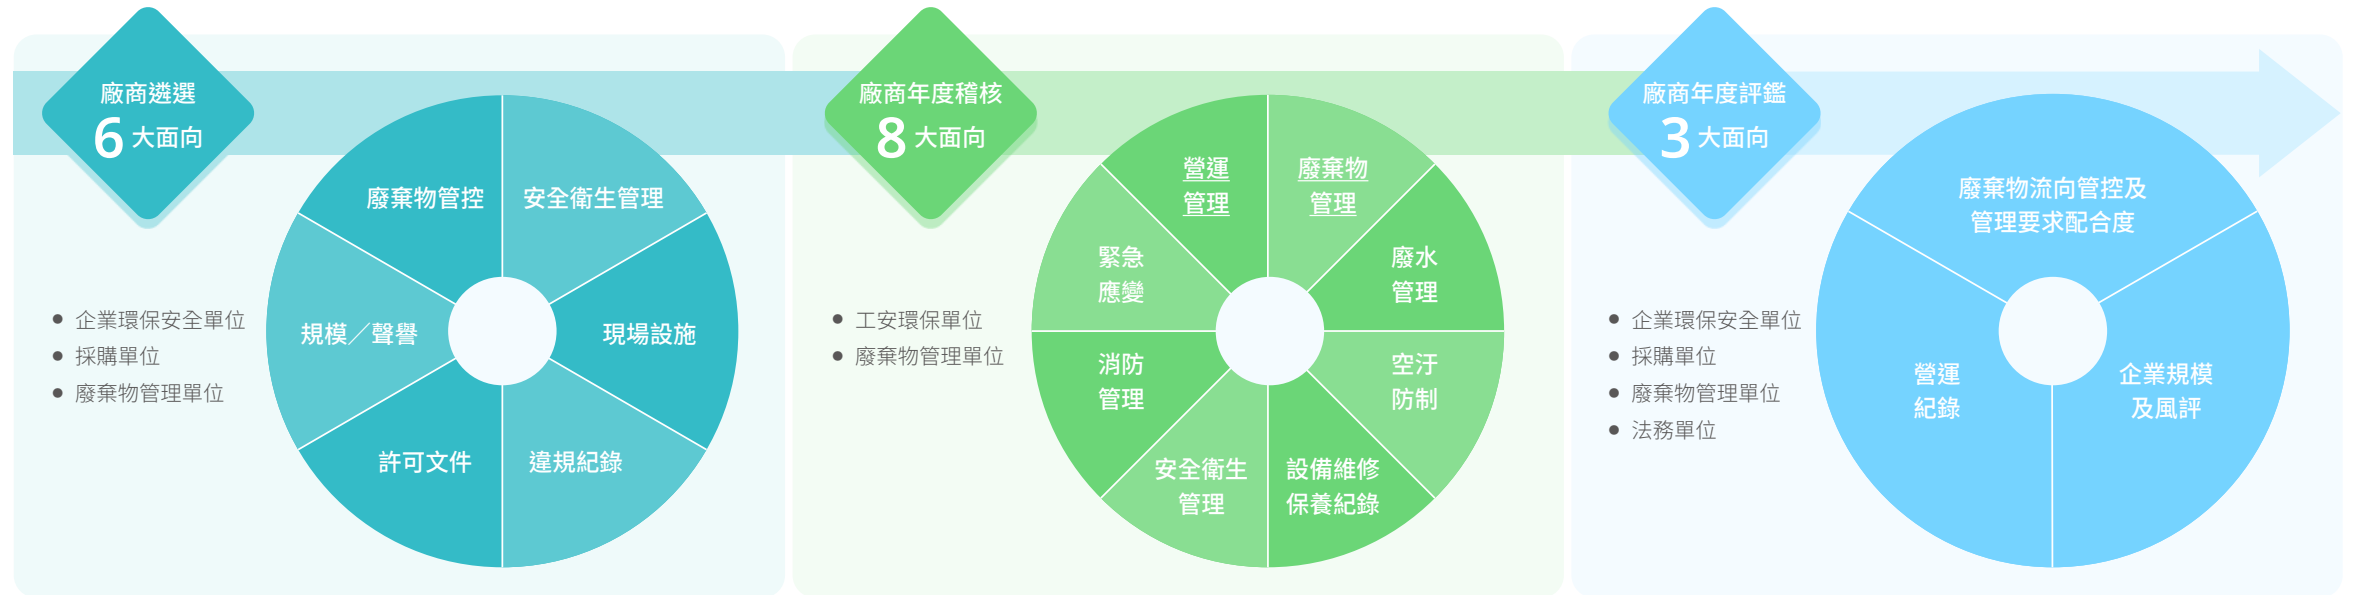 廠商遴選
6 大面向
廢棄物管控
安全衛生管理
規模／聲譽
現場設施
許可文件
違規紀錄
企業環保安全單位
採購單位
廢棄物管理單位
廠商年度稽核
8 大面向
營運
管理
廢棄物
管理
緊急
應變
廢水
管理
消防
管理
空汙
防制
安全衛生
管理
設備維修
保養紀錄
工安環保單位
廢棄物管理單位
廠商年度評鑑
3 大面向
廢棄物流向管控及
管理要求配合度
營運
紀錄
企業規模
及風評
企業環保安全單位
採購單位
廢棄物管理單位
法務單位